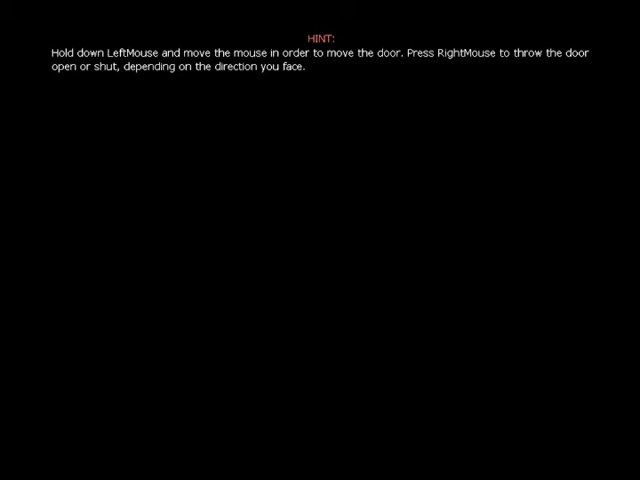 HINT:
Hold down LeftMouse and move the mouse in order to move the door. Press RightMouse to throw the door
open or shut, depending on the direction you face.